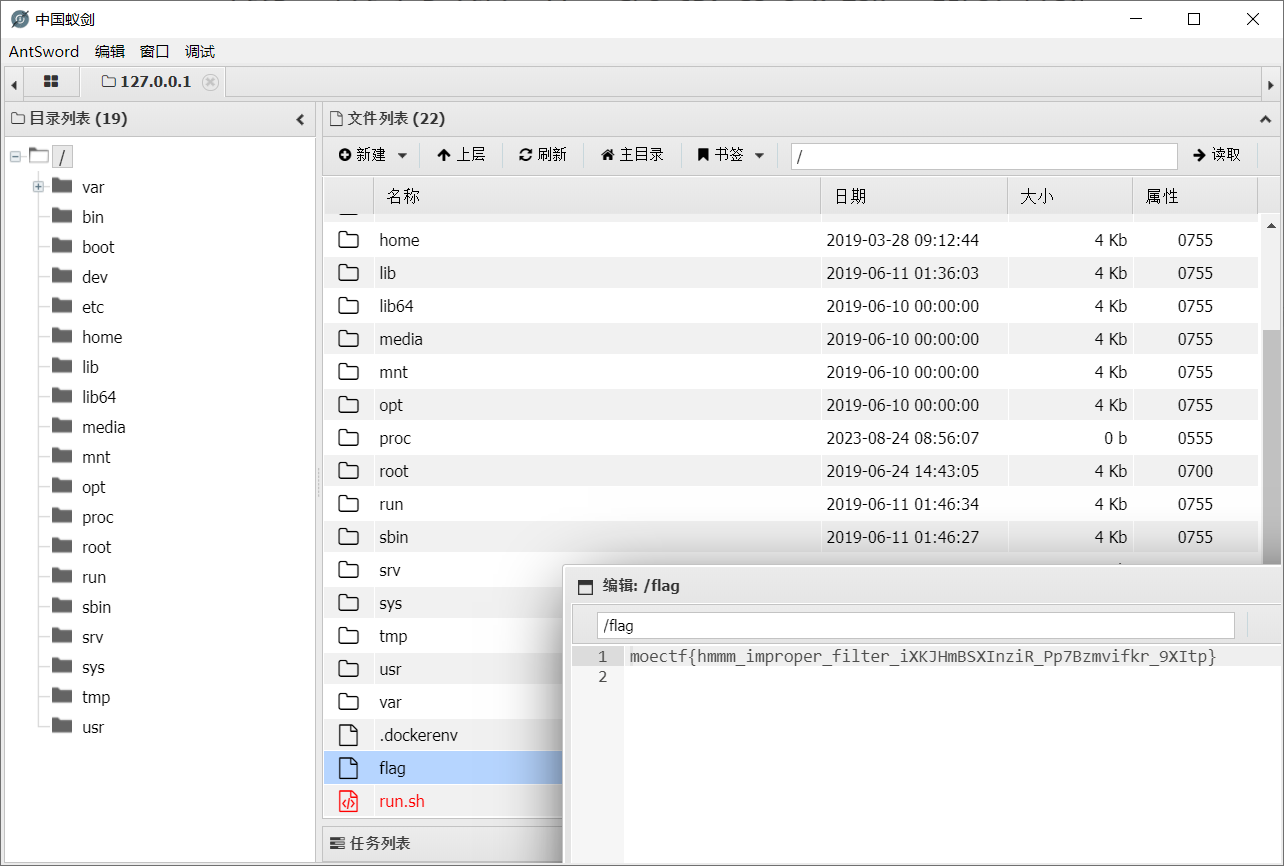 中国蚁剑
AntSword 编辑 窗口 调试
127.0.0.1
目录列表 (19)
/
var
bin
boot
dev
etc
home
lib
lib64
media
mnt
opt
proc
root
run
sbin
srv
sys
tmp
usr
文件列表 (22)
新建 上层 刷新 主目录 书签 / 读取
名称 日期 大小 属性
home 2019-03-28 09:12:44 4 Kb 0755
lib 2019-06-11 01:36:03 4 Kb 0755
lib64 2019-06-10 00:00:00 4 Kb 0755
media 2019-06-10 00:00:00 4 Kb 0755
mnt 2019-06-10 00:00:00 4 Kb 0755
opt 2019-06-10 00:00:00 4 Kb 0755
proc 2023-08-24 08:56:07 0 b 0555
root 2019-06-24 14:43:05 4 Kb 0700
run 2019-06-11 01:46:34 4 Kb 0755
sbin 2019-06-11 01:46:27 4 Kb 0755
srv
sys
tmp
usr
var
.dockerenv
flag
run.sh
任务列表
编辑: /flag
/flag
1 moectf{hmmm_improper_filter_iXKJHmBSXInziR_Pp7Bzmvifkr_9XItp}
2